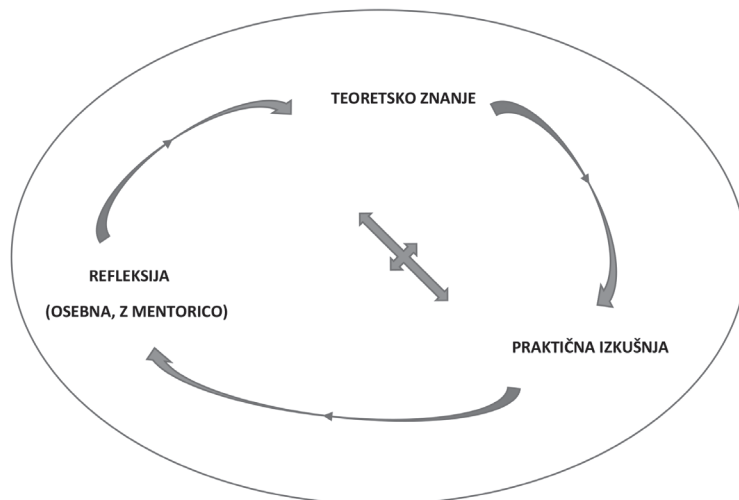 TEORETSKO ZNANJE
REFLEKSIJA
(OSEBNA, Z MENTORICO)
PRAKTIČNA IZKUŠNJA